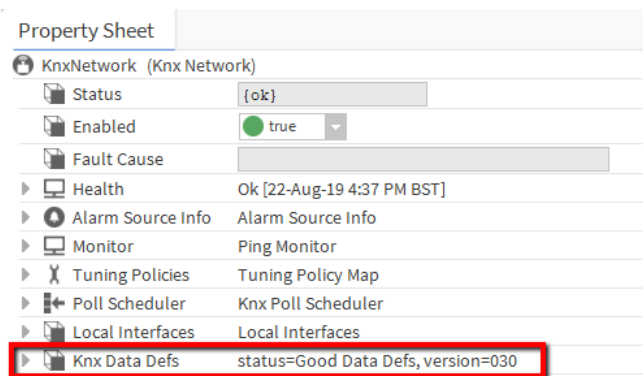 Property Sheet
KnxNetwork (Knx Network)
Status {ok}
Enabled true
Fault Cause
Health Ok [22-Aug-19 4:37 PM BST]
Alarm Source Info Alarm Source Info
Monitor Ping Monitor
Tuning Policies Tuning Policy Map
Poll Scheduler Knx Poll Scheduler
Local Interfaces Local Interfaces
Knx Data Defs status=Good Data Defs, version=030